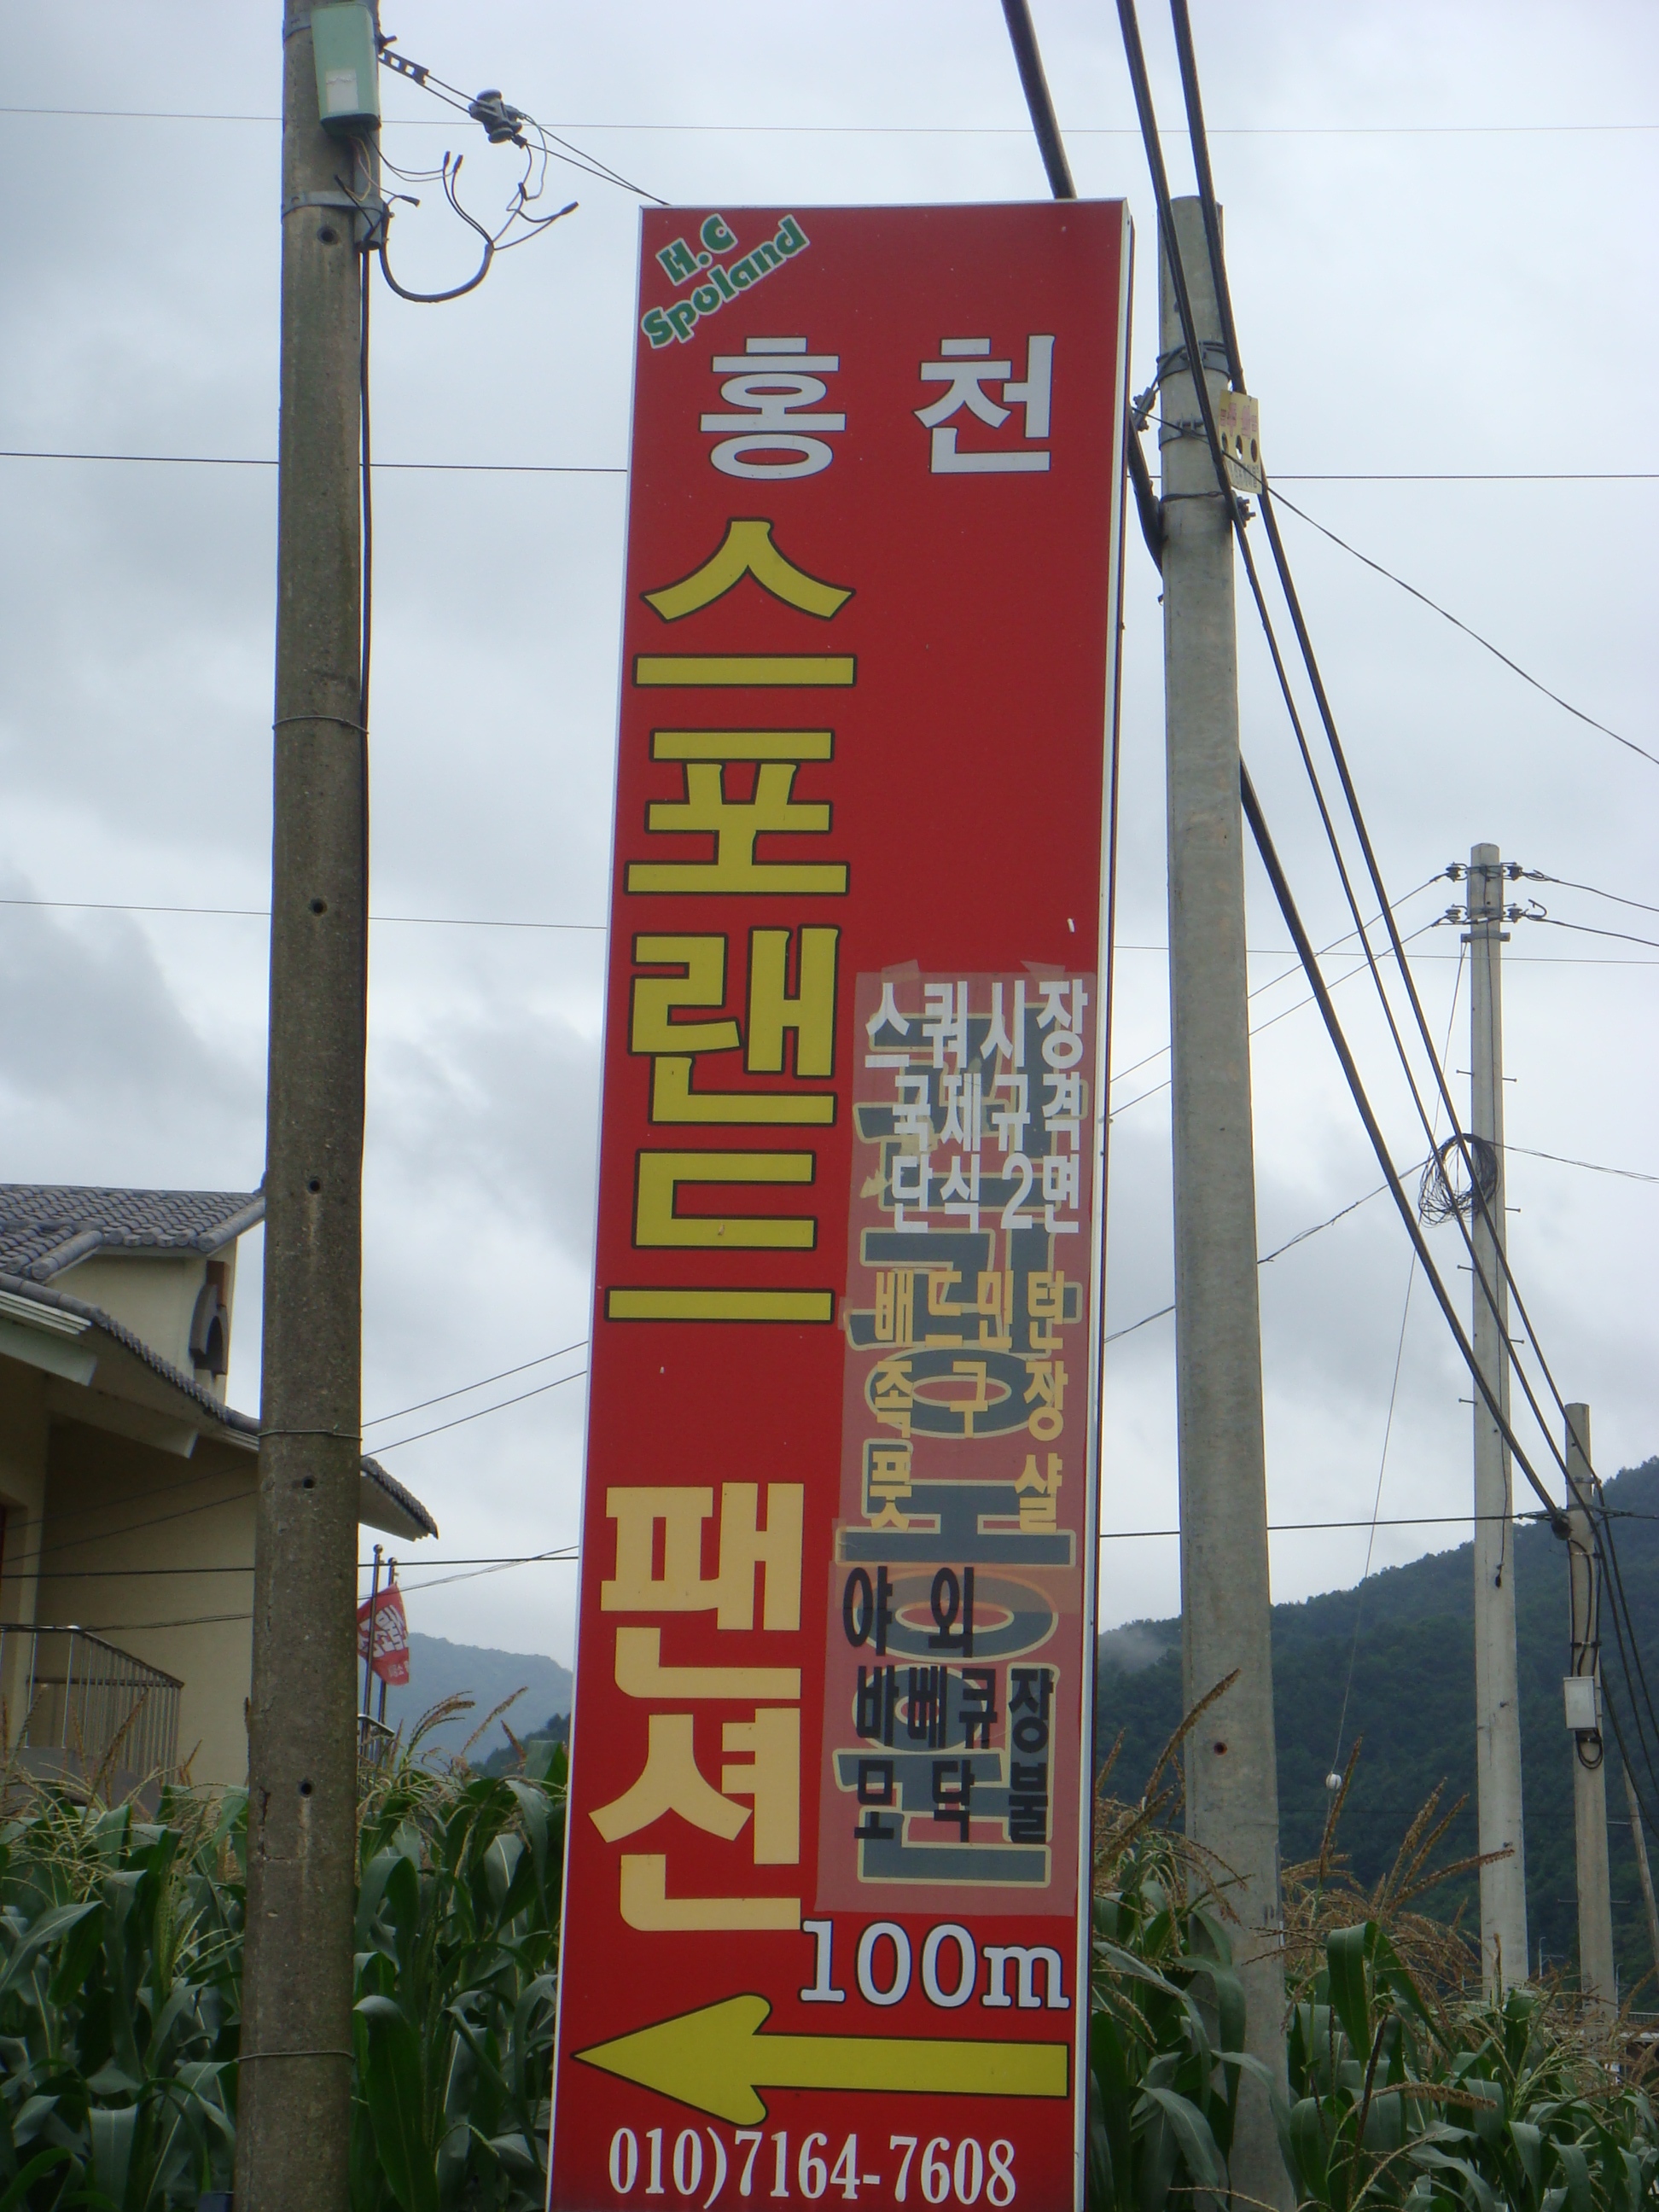 H.C
Spoland
홍 천
스포랜드
팬션
스쿼시장
국제규격
단식 2면
배드민턴
족구장
풋샬
야외
바베큐장
모닥불
100m
010)7164-7608